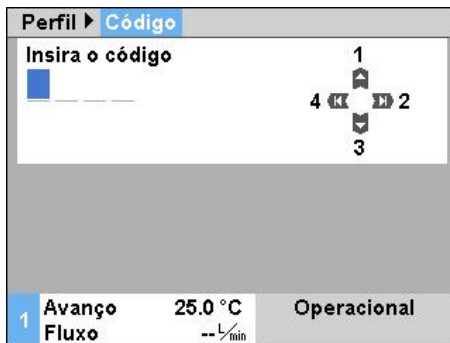 Perfil ▶ Código
Insira o código
1
4 2
3
1
Avanço 25.0 °C
Operacional
Fluxo -- L/min